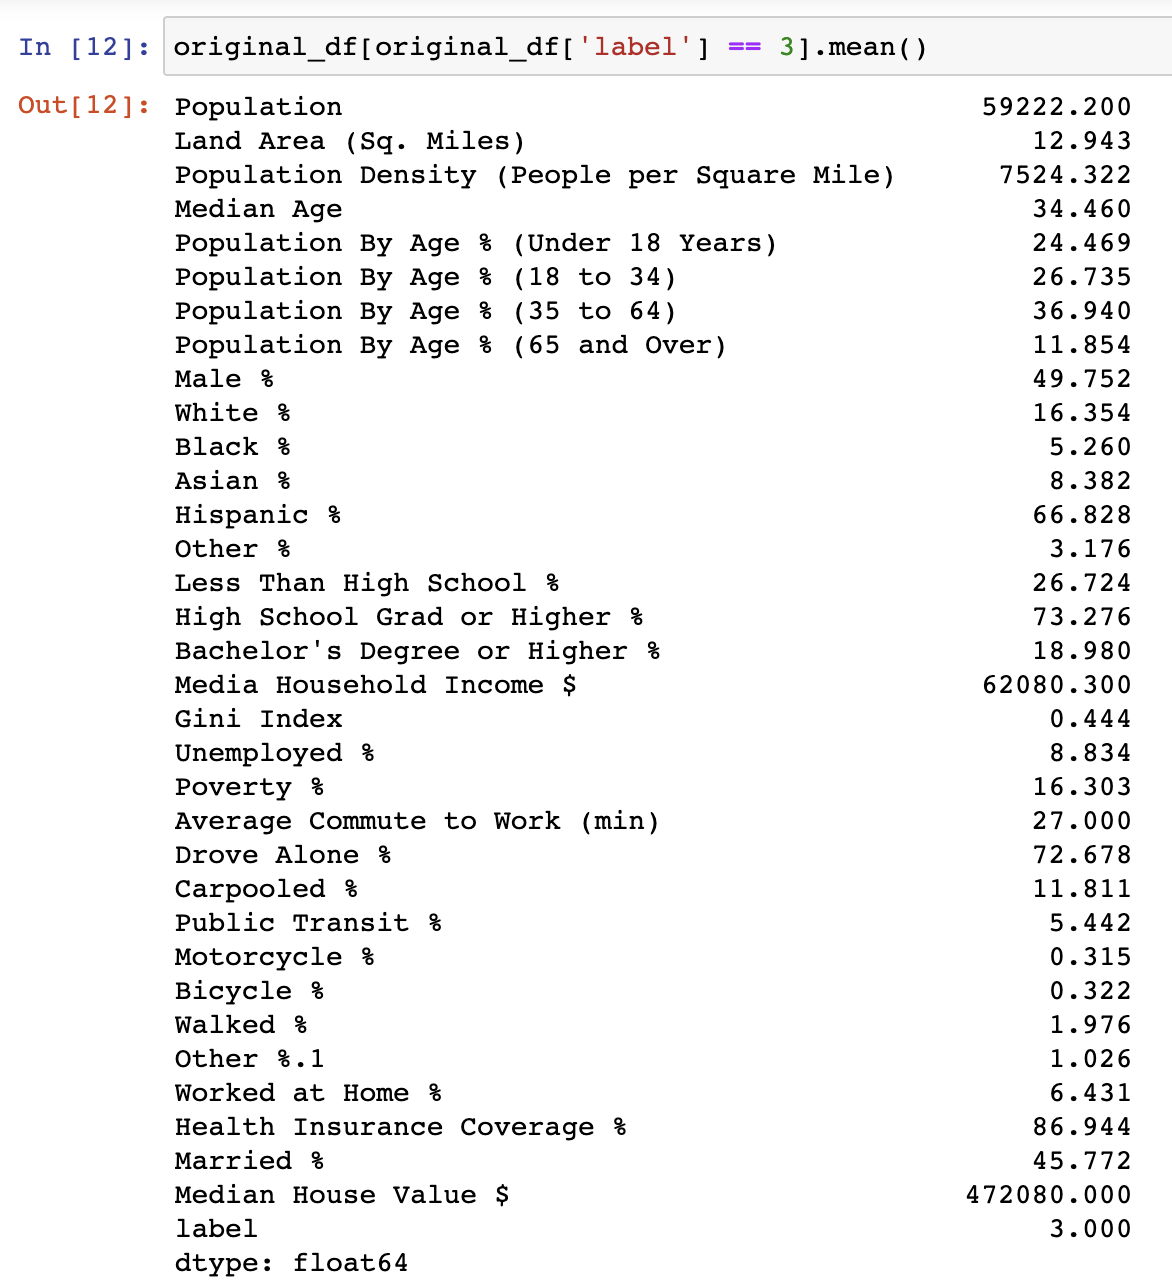 In [12]: original_df[original_df['label'] == 3].mean()
Out[12]: Population 59222.200
Land Area (Sq. Miles) 12.943
Population Density (People per Square Mile) 7524.322
Median Age 34.460
Population By Age % (Under 18 Years) 24.469
Population By Age % (18 to 34) 26.735
Population By Age % (35 to 64) 36.940
Population By Age % (65 and Over) 11.854
Male % 49.752
White % 16.354
Black % 5.260
Asian % 8.382
Hispanic % 66.828
Other % 3.176
Less Than High School % 26.724
High School Grad or Higher % 73.276
Bachelor's Degree or Higher % 18.980
Media Household Income $ 62080.300
Gini Index 0.444
Unemployed % 8.834
Poverty % 16.303
Average Commute to Work (min) 27.000
Drove Alone % 72.678
Carpooled % 11.811
Public Transit % 5.442
Motorcycle % 0.315
Bicycle % 0.322
Walked % 1.976
Other %.1 1.026
Worked at Home % 6.431
Health Insurance Coverage % 86.944
Married % 45.772
Median House Value $ 472080.000
label 3.000
dtype: float64